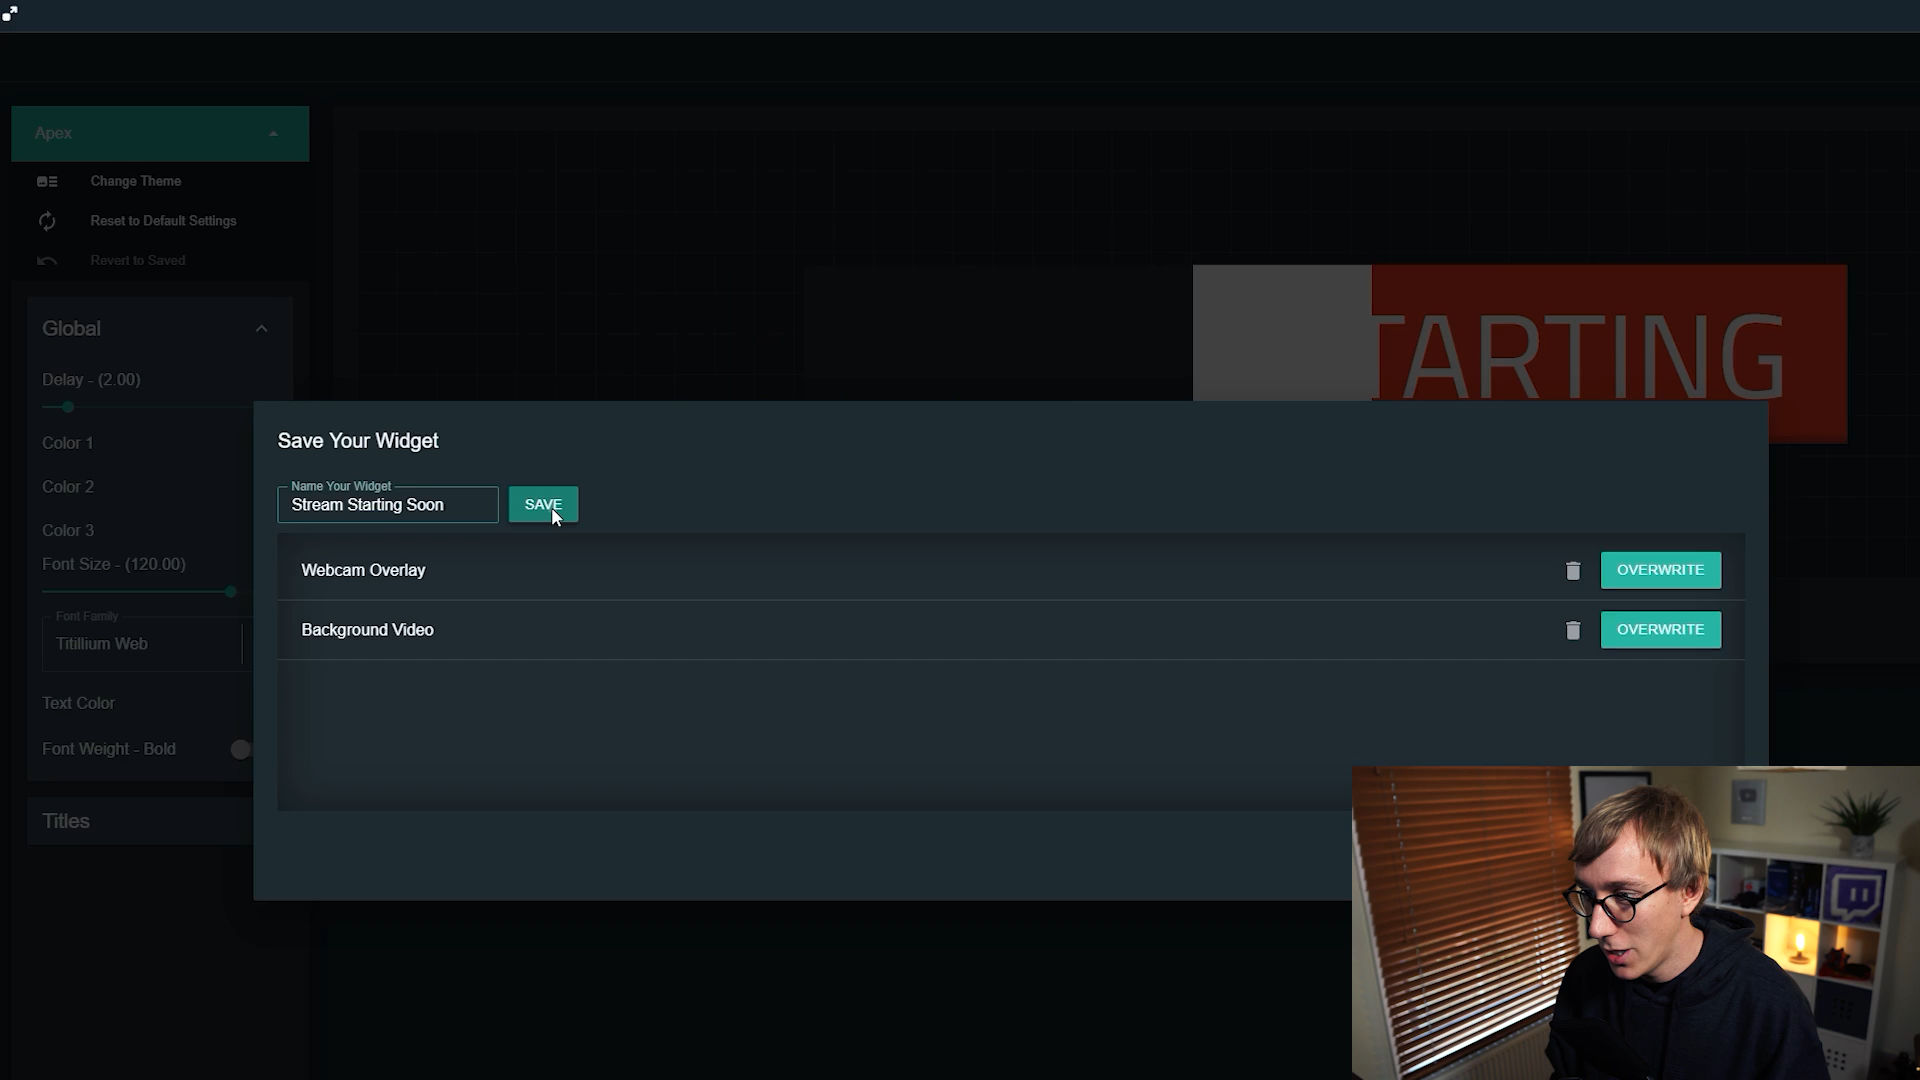 Apex
Change Theme
Reset to Default Settings
Revert to Saved
Global
Delay - (2.00)
Color 1
Color 2
Color 3
Font Size - (120.00)
Font Family
Titillium Web
Text Color
Font Weight - Bold
Titles
TARTING
Save Your Widget
Name Your Widget
Stream Starting Soon
SAVE
Webcam Overlay
OVERWRITE
Background Video
OVERWRITE